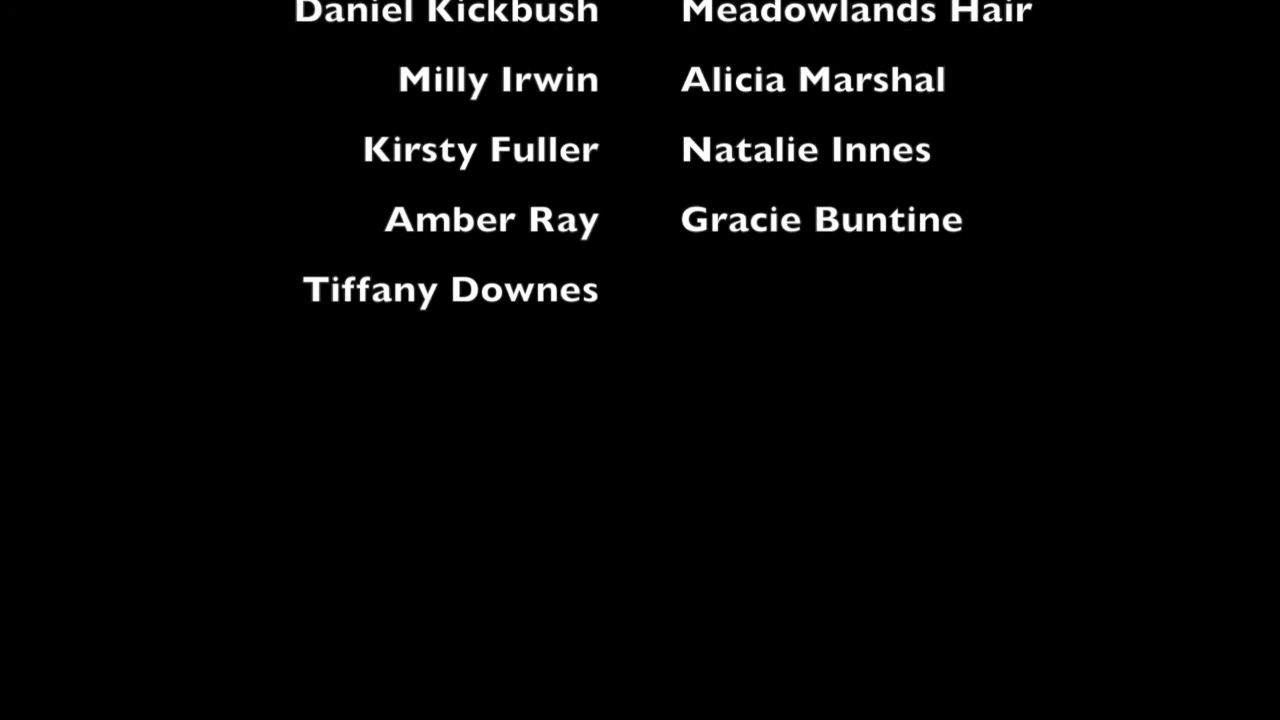 Daniel Kickbush Meadowlands Hair
Milly Irwin Alicia Marshal
Kirsty Fuller Natalie Innes
Amber Ray Gracie Buntine
Tiffany Downes